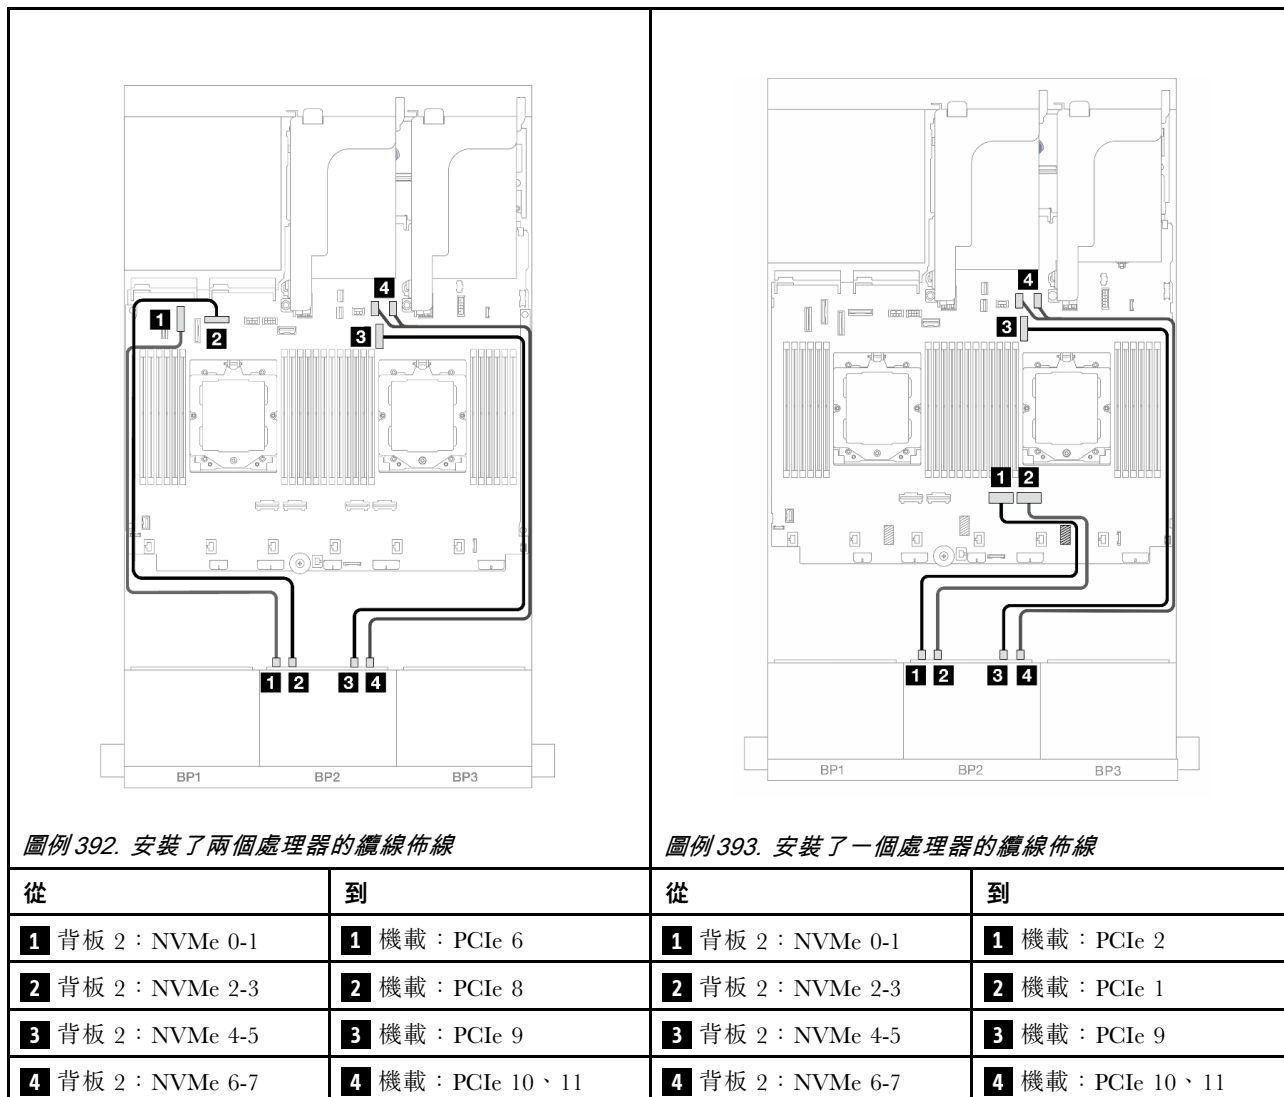 4
1
2
3
1 2 3 4
BP1 BP2 BP3
圖例 392. 安裝了兩個處理器的纜線佈線
4
3
1 2
1 2 3 4
BP1 BP2 BP3
圖例 393. 安裝了一個處理器的纜線佈線
從 到 從 到
1 背板 2：NVMe 0-1 1 機載：PCIe 6 1 背板 2：NVMe 0-1 1 機載：PCIe 2
2 背板 2：NVMe 2-3 2 機載：PCIe 8 2 背板 2：NVMe 2-3 2 機載：PCIe 1
3 背板 2：NVMe 4-5 3 機載：PCIe 9 3 背板 2：NVMe 4-5 3 機載：PCIe 9
4 背板 2：NVMe 6-7 4 機載：PCIe 10、11 4 背板 2：NVMe 6-7 4 機載：PCIe 10、11